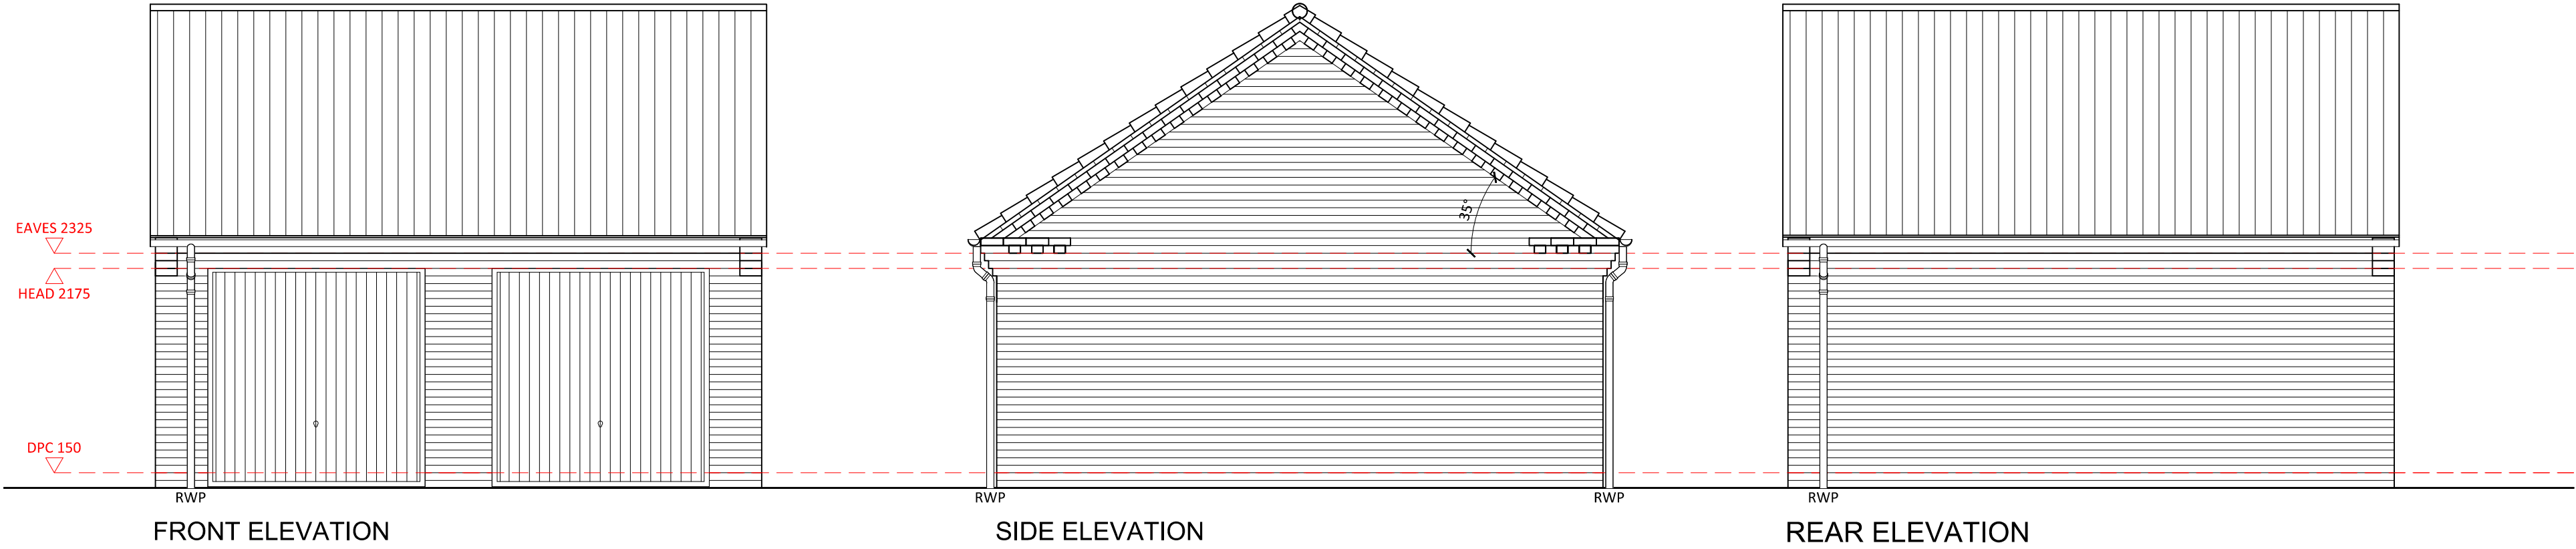 EAVES 2325
HEAD 2175
35°
DPC 150
RWP
RWP
RWP
RWP
FRONT ELEVATION
SIDE ELEVATION
REAR ELEVATION